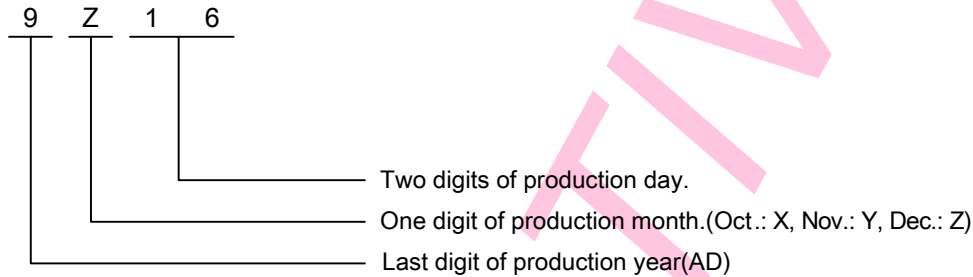 9 Z 1 6
Two digits of production day.
One digit of production month.(Oct.: X, Nov.: Y, Dec.: Z)
Last digit of production year(AD)
TIV